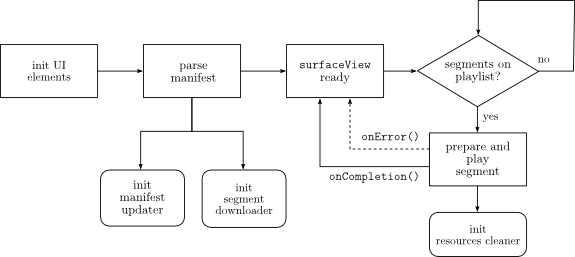 init UI
elements
parse
manifest
surfaceView
ready
segments on
playlist?
no
yes
onError()
onCompletion()
prepare and
play
segment
init
manifest
updater
init
segment
downloader
init
resources cleaner